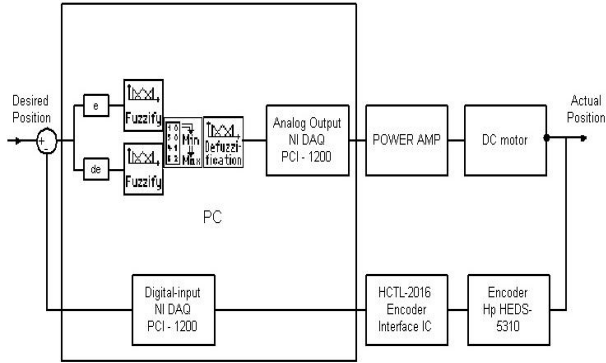 Desired
Position
+
-
e
de
Fuzzify
Fuzzify
Min
Max
Defuzzi-
fication
Analog Output
NI DAQ
PCI - 1200
POWER AMP
DC motor
Actual
Position
PC
Digital-input
NI DAQ
PCI - 1200
HCTL-2016
Encoder
Interface IC
Encoder
Hp HEDS-
5310